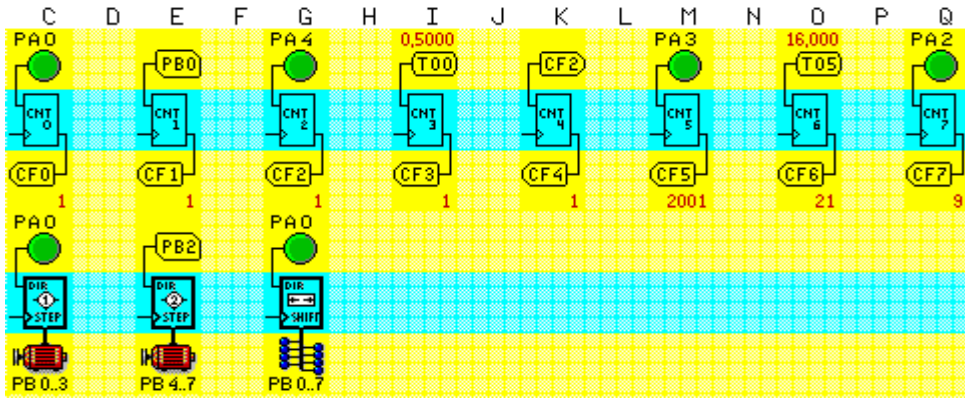 C D E F G H I J K L M N O P Q
PA0 PA4 0,5000 PA3 16,000 PA2
PB0 T00 CF2 T05
CNT CNT CNT CNT CNT CNT CNT CNT
0 1 2 3 4 5 6 7
CF0 CF1 CF2 CF3 CF4 CF5 CF6 CF7
1 1 1 1 2001 21 9
PA0 PA0
PB2
DIR DIR DIR
1 2
STEP STEP SHIFT
PB 0..3 PB 4..7 PB 0..7